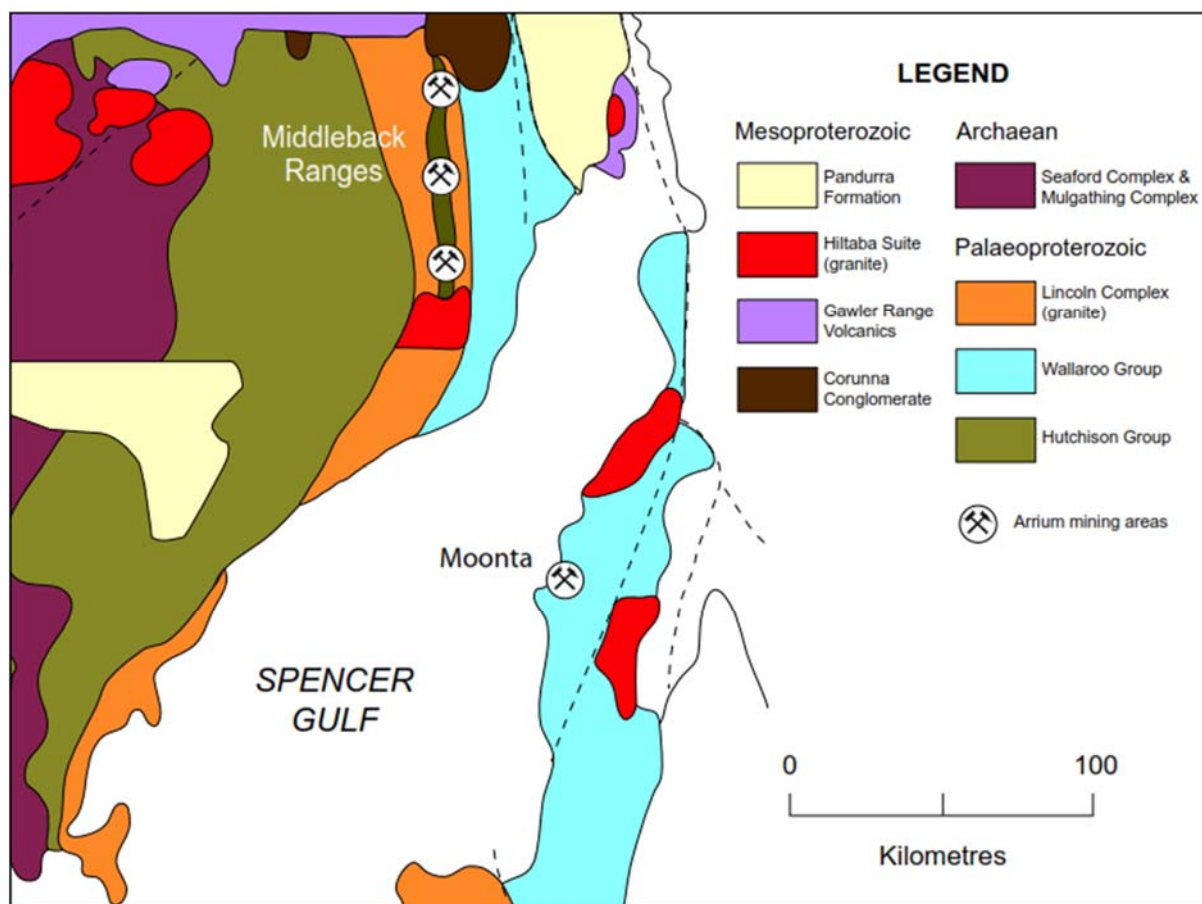 Middleback
Ranges
Moonta
SPENCER
GULF
LEGEND
Mesoproterozoic
Pandurra
Formation
Hiltaba Suite
(granite)
Gawler Range
Volcanics
Corunna
Conglomerate
Archaean
Seaford Complex &
Mulgathing Complex
Palaeoproterozoic
Lincoln Complex
(granite)
Wallaroo Group
Hutchison Group
Arrium mining areas
0 100
Kilometres